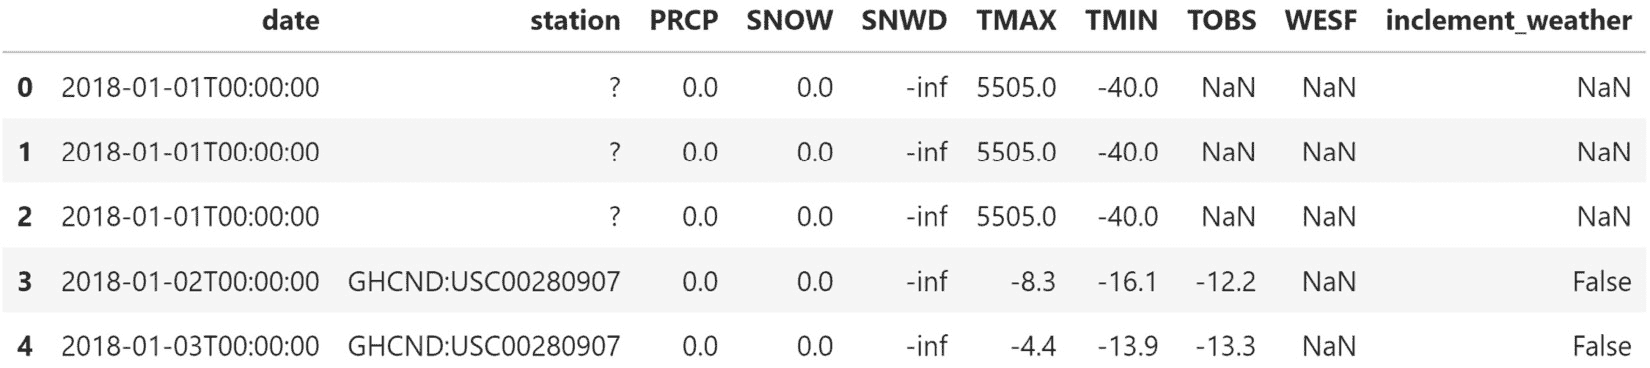 date station PRCP SNOW SNWD TMAX TMIN TOBS WESF inclement_weather
0 2018-01-01T00:00:00 ? 0.0 0.0 -inf 5505.0 -40.0 NaN NaN NaN
1 2018-01-01T00:00:00 ? 0.0 0.0 -inf 5505.0 -40.0 NaN NaN NaN
2 2018-01-01T00:00:00 ? 0.0 0.0 -inf 5505.0 -40.0 NaN NaN NaN
3 2018-01-02T00:00:00 GHCND:USC00280907 0.0 0.0 -inf -8.3 -16.1 -12.2 NaN False
4 2018-01-03T00:00:00 GHCND:USC00280907 0.0 0.0 -inf -4.4 -13.9 -13.3 NaN False